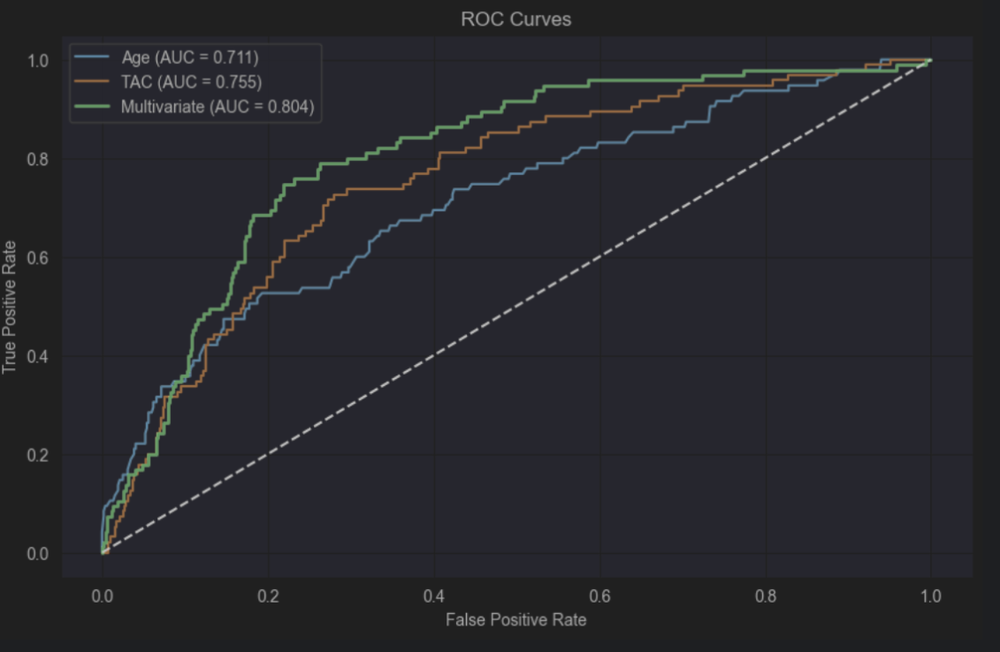 ROC Curves
Age (AUC = 0.711)
TAC (AUC = 0.755)
Multivariate (AUC = 0.804)
True Positive Rate
1.0
0.8
0.6
0.4
0.2
0.0
0.0 0.2 0.4 0.6 0.8 1.0
False Positive Rate